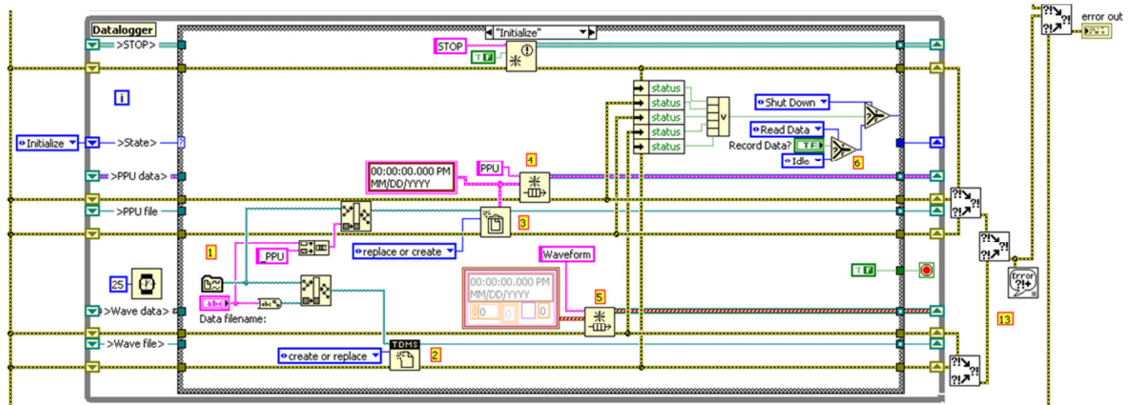 error out
Datalogger
"Initialize"
>STOP>
STOP
T F
i
status
status
status
status
status
Shut Down
Read Data
Record Data?
T F
Idle
6
Initialize
>State>
?
>PPU data>
00:00:00.000 PM
MM/DD/YYYY
PPU
4
>PPU file
1
_PPU
replace or create
3
25
Waveform
T F
00:00:00.000 PM
MM/DD/YYYY
0
0
0
5
abc
Data filename:
>Wave data>
>Wave file>
create or replace
TDMS
2
Error
?!+
13